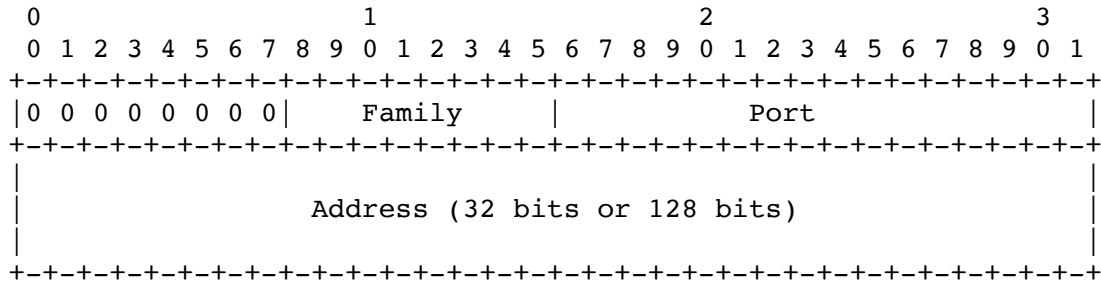 0                   1                   2                   3
 0 1 2 3 4 5 6 7 8 9 0 1 2 3 4 5 6 7 8 9 0 1 2 3 4 5 6 7 8 9 0 1
+-+-+-+-+-+-+-+-+-+-+-+-+-+-+-+-+-+-+-+-+-+-+-+-+-+-+-+-+-+-+-+-+
|0 0 0 0 0 0 0 0|    Family     |           Port                |
+-+-+-+-+-+-+-+-+-+-+-+-+-+-+-+-+-+-+-+-+-+-+-+-+-+-+-+-+-+-+-+-+
|                                                               |
|                 Address (32 bits or 128 bits)                 |
|                                                               |
+-+-+-+-+-+-+-+-+-+-+-+-+-+-+-+-+-+-+-+-+-+-+-+-+-+-+-+-+-+-+-+-+